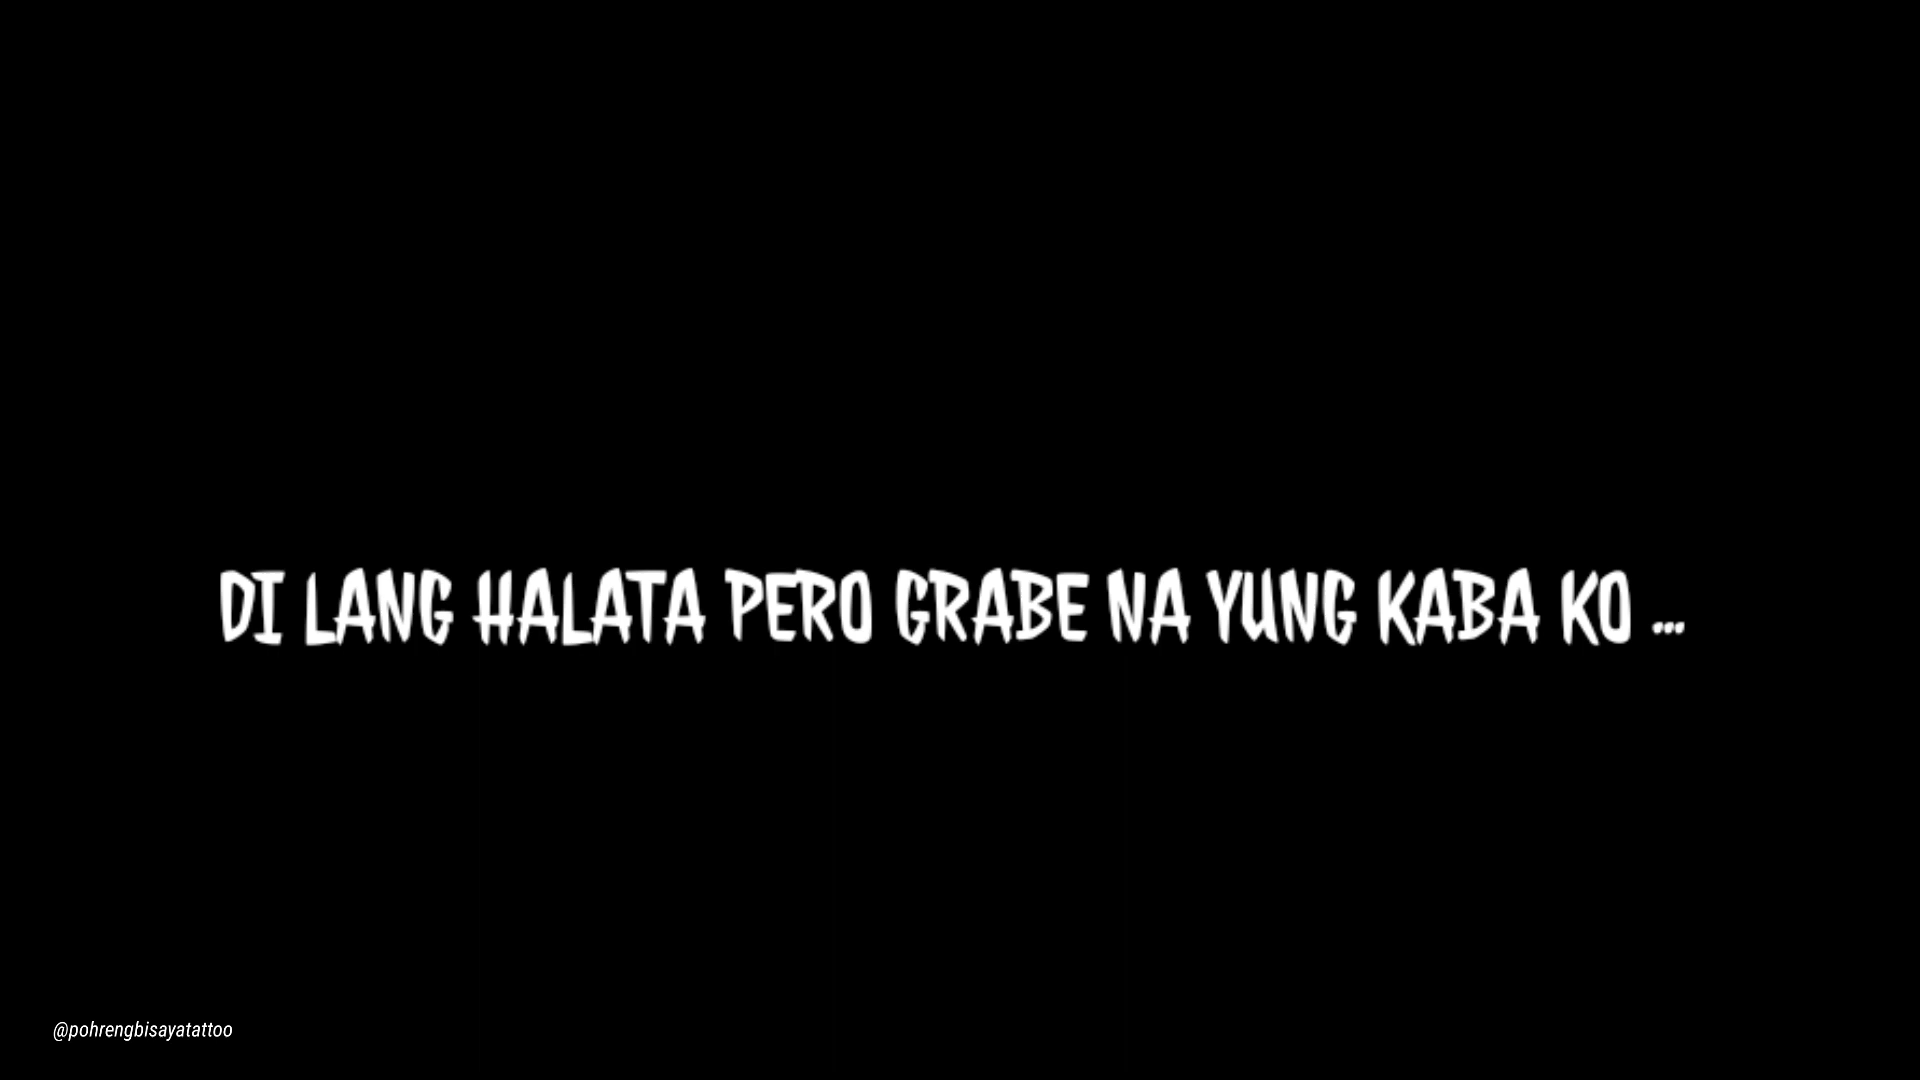 DI LANG HALATA PERO GRABE NA YUNG KABA KO ...
@pohrengbisayatattoo